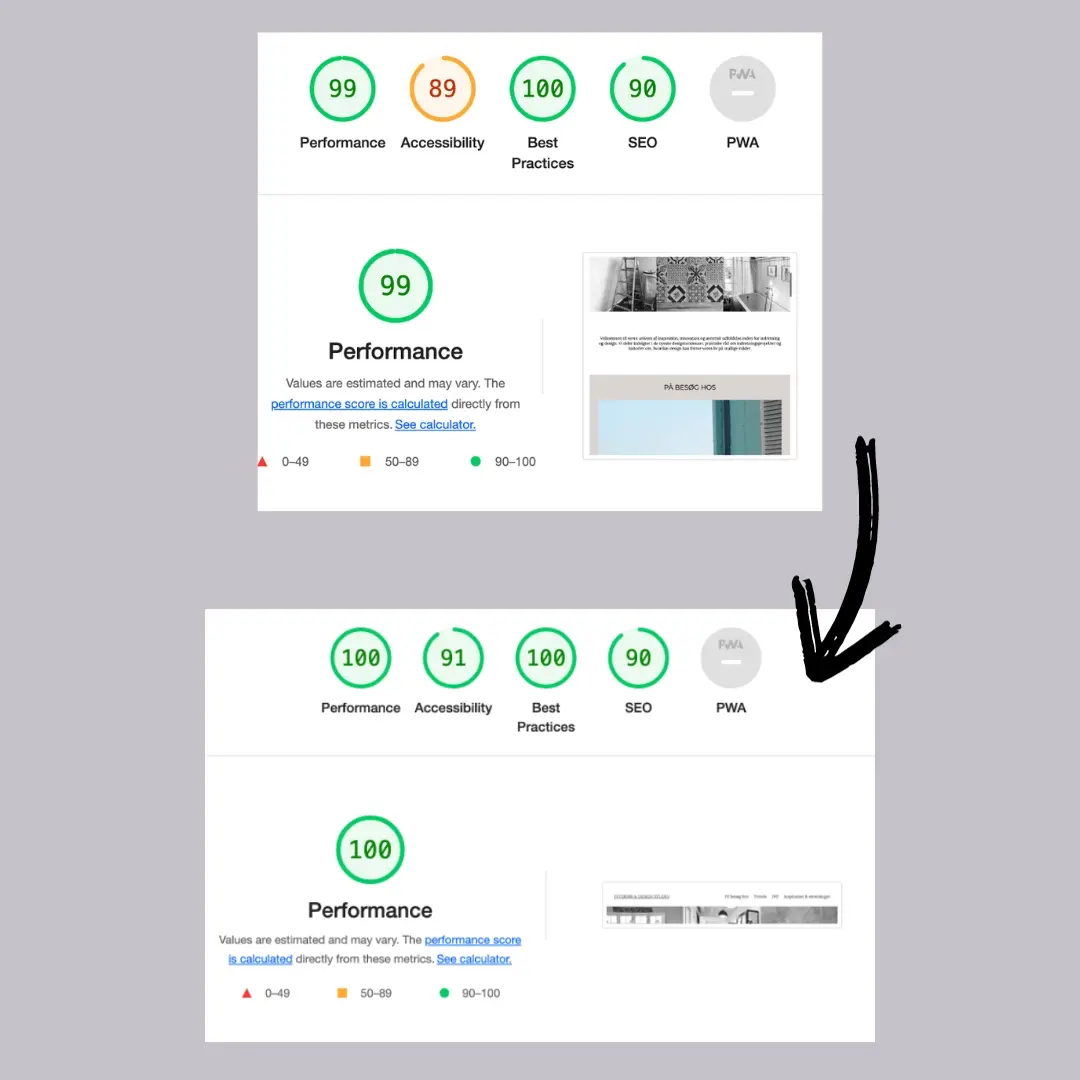 99
89
100
90
PWA
Performance
Accessibility
Best
Practices
SEO
PWA
99
Performance
Values are estimated and may vary. The
performance score is calculated directly from
these metrics. See calculator.
0–49
50–89
90–100
PÅ BESØG HOS
100
91
100
90
PWA
Performance
Accessibility
Best
Practices
SEO
PWA
100
Performance
Values are estimated and may vary. The performance score
is calculated directly from these metrics. See calculator.
0–49
50–89
90–100